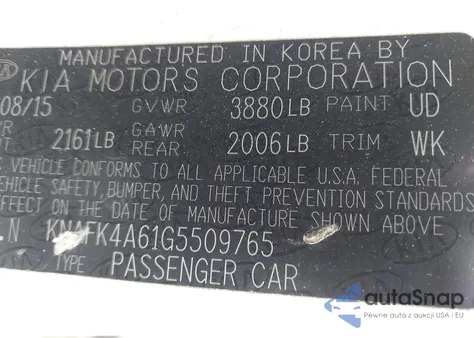 MANUFACTURED IN KOREA BY
KIA MOTORS CORPORATION
08/15 GVWR 3880LB PAINT UD
2161LB GAWR REAR 2006LB TRIM WK
VEHICLE CONFORMS TO ALL APPLICABLE U.S.A. FEDERAL
VEHICLE SAFETY, BUMPER, AND THEFT PREVENTION STANDARDS
EFFECT ON THE DATE OF MANUFACTURE SHOWN ABOVE
.N KNAFK4A61G5509765
TYPE PASSENGER CAR
autoSnap
Pewne auta z USA i EU